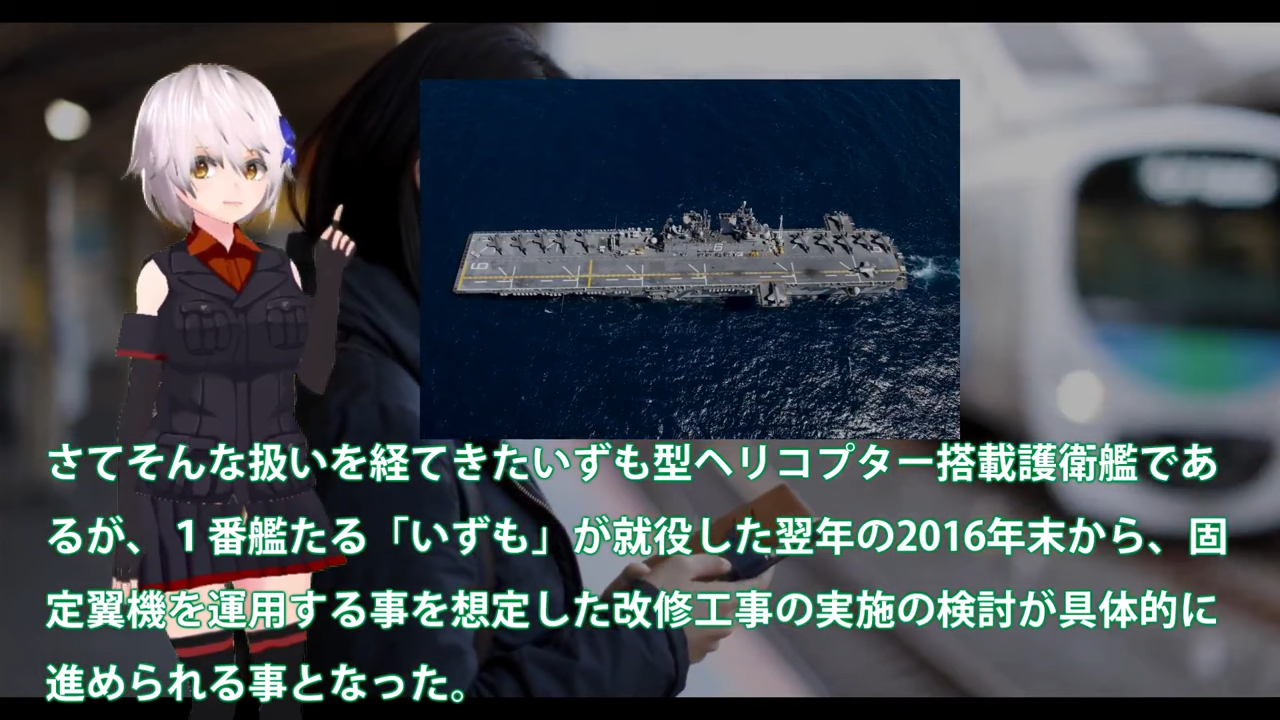 さてそんな扱いを経てきたいずも型ヘリコプター搭載護衛艦であ
るが、１番艦たる「いずも」が就役した翌年の2016年末から、固
定翼機を運用する事を想定した改修工事の実施の検討が具体的に
進められる事となった。